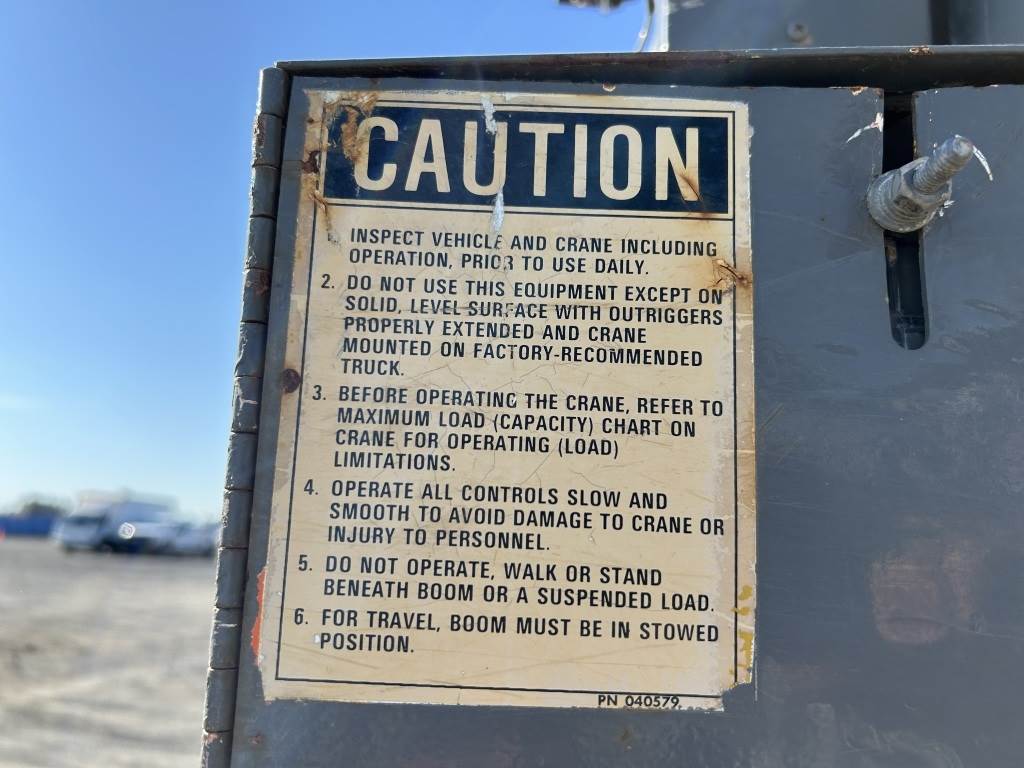 CAUTION
INSPECT VEHICLE AND CRANE INCLUDING
OPERATION, PRIOR TO USE DAILY.
2. DO NOT USE THIS EQUIPMENT EXCEPT ON
SOLID, LEVEL SURFACE WITH OUTRIGGERS
PROPERLY EXTENDED AND CRANE
MOUNTED ON FACTORY-RECOMMENDED
TRUCK.
3. BEFORE OPERATING THE CRANE, REFER TO
MAXIMUM LOAD (CAPACITY) CHART ON
CRANE FOR OPERATING (LOAD)
LIMITATIONS.
4. OPERATE ALL CONTROLS SLOW AND
SMOOTH TO AVOID DAMAGE TO CRANE OR
INJURY TO PERSONNEL.
5. DO NOT OPERATE, WALK OR STAND
BENEATH BOOM OR A SUSPENDED LOAD.
6. FOR TRAVEL, BOOM MUST BE IN STOWED
POSITION.
PN 040579